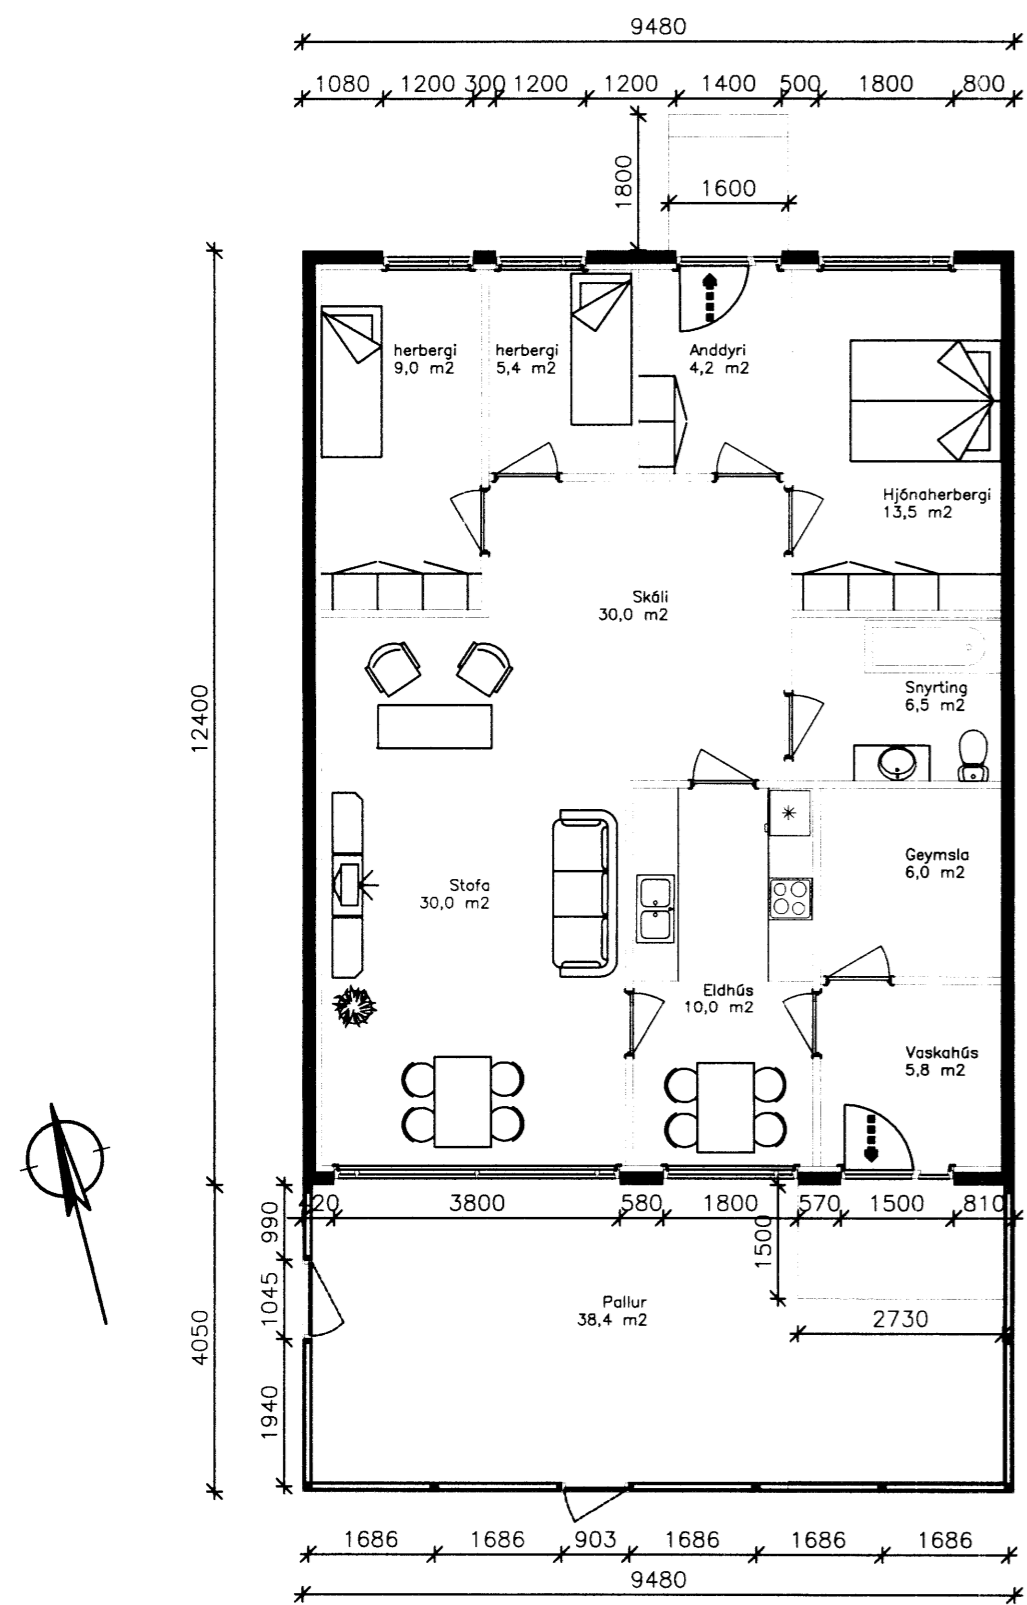 9480
1080 1200 300 1200 1200 1400 500 1800 800
1800
1600
herbergi
9,0 m2
herbergi
5,4 m2
Anddyri
4,2 m2
Hjónaherbergi
13,5 m2
Skáli
30,0 m2
Snyrting
6,5 m2
12400
Geymsla
6,0 m2
Stofa
30,0 m2
Eldhús
10,0 m2
Vaskahús
5,8 m2
3800 580 1800 570 1500 810
990
1500
1045
Pallur
38,4 m2
2730
4050
1940
1686 1686 903 1686 1686 1686
9480